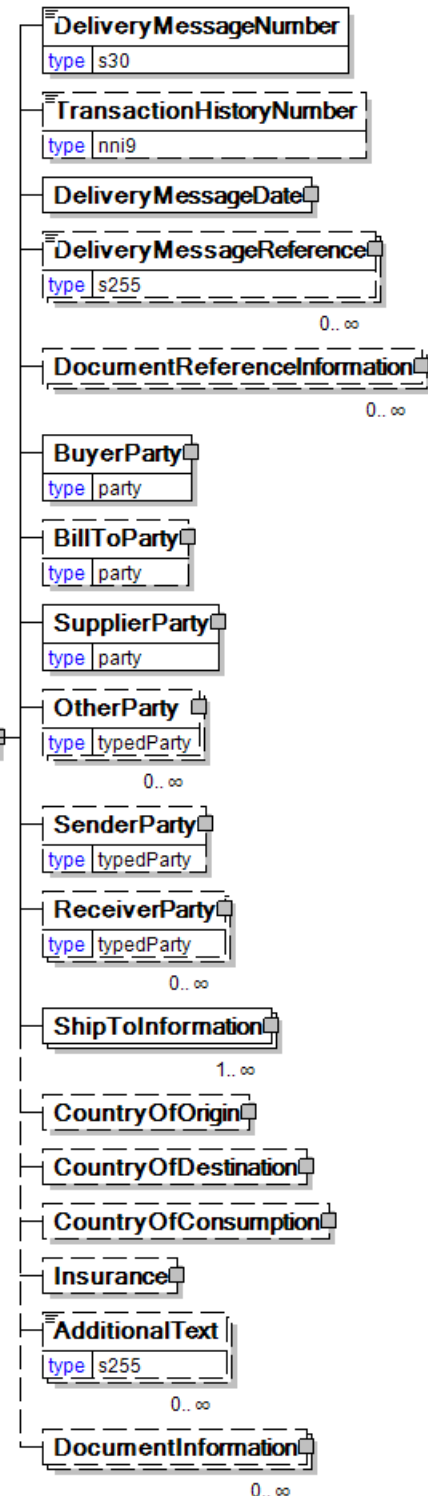 DeliveryMessageNumber
type s30
TransactionHistoryNumber
type nni9
DeliveryMessageDate
DeliveryMessageReference
type s255
0.. ∞
DocumentReferenceInformation
0.. ∞
BuyerParty
type party
BillToParty
type party
SupplierParty
type party
OtherParty
type typedParty
0.. ∞
SenderParty
type typedParty
ReceiverParty
type typedParty
0.. ∞
ShipToInformation
1.. ∞
CountryOfOrigin
CountryOfDestination
CountryOfConsumption
Insurance
AdditionalText
type s255
0.. ∞
DocumentInformation
0.. ∞